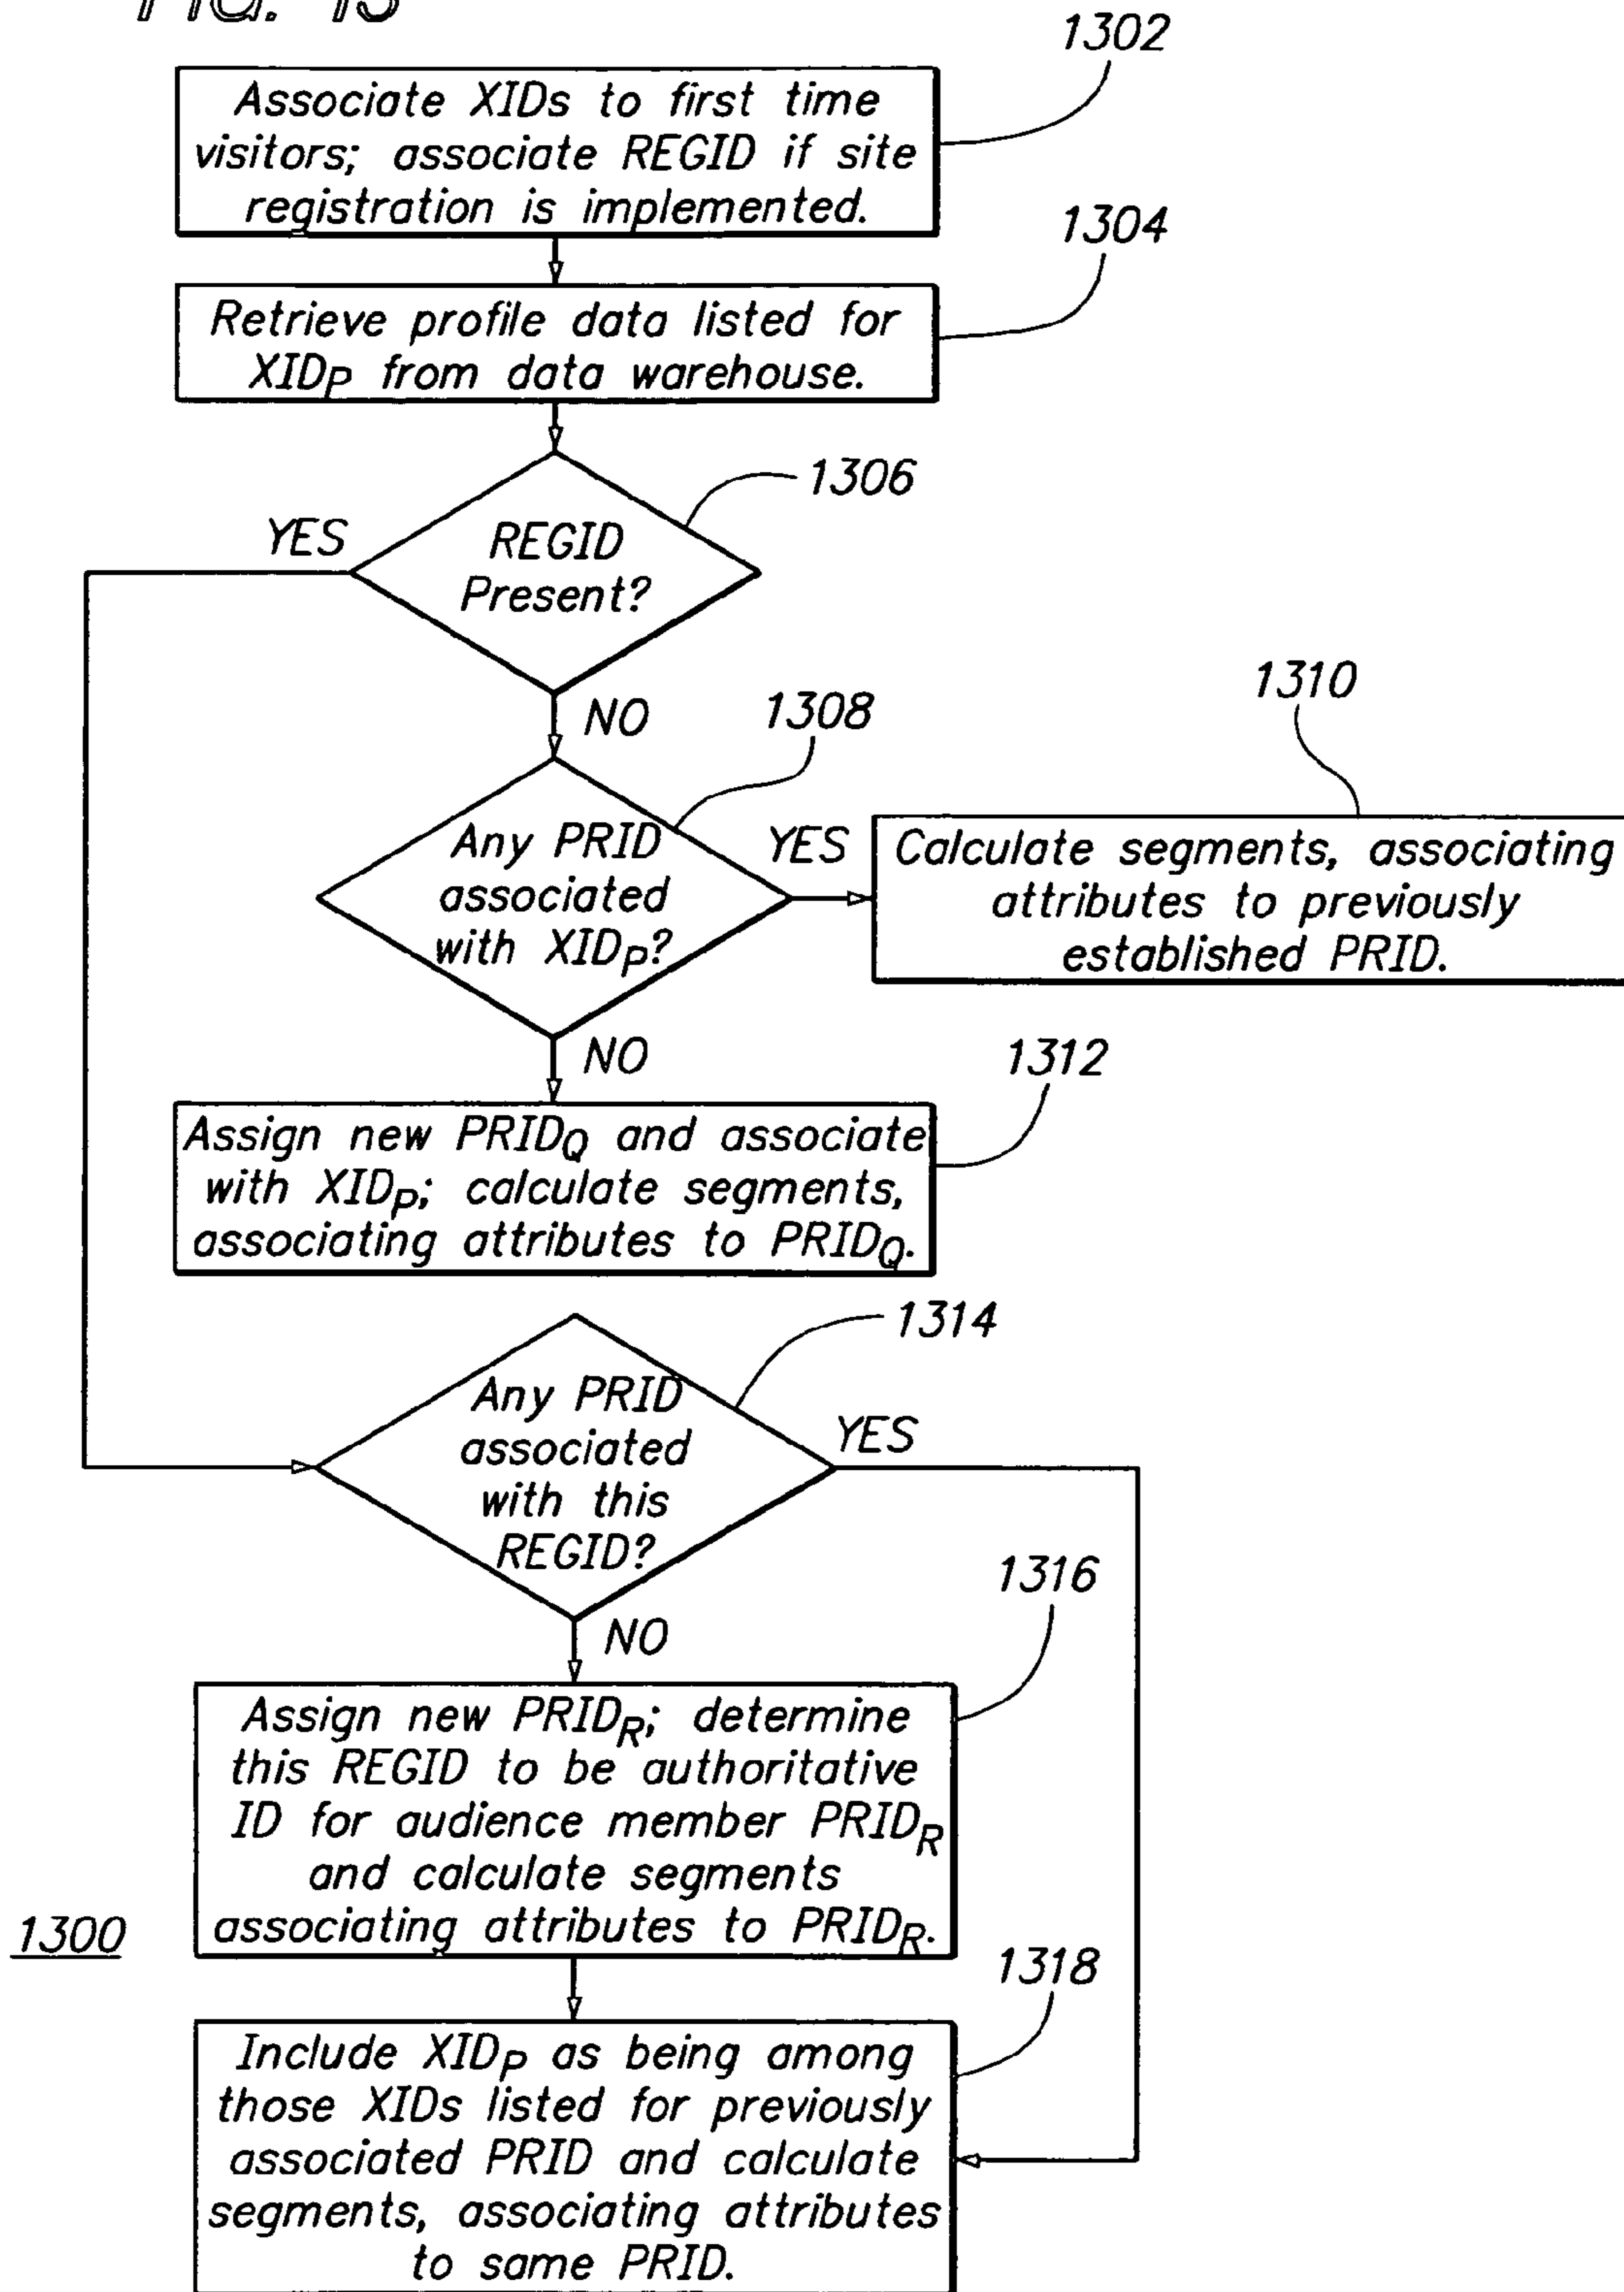 FIG. 13
1302
Associate XIDs to first time
visitors; associate REGID if site
registration is implemented.
1304
Retrieve profile data listed for
XIDP from data warehouse.
1306
YES
REGID
Present?
NO
1308
1310
Any PRID
associated
with XIDP?
YES
Calculate segments, associating
attributes to previously
established PRID.
NO
1312
Assign new PRIDQ and associate
with XIDP; calculate segments,
associating attributes to PRIDQ.
1314
Any PRID
associated
with this
REGID?
YES
NO
1316
Assign new PRIDR; determine
this REGID to be authoritative
ID for audience member PRIDR
and calculate segments
associating attributes to PRIDR.
1300
1318
Include XIDP as being among
those XIDs listed for previously
associated PRID and calculate
segments, associating attributes
to same PRID.